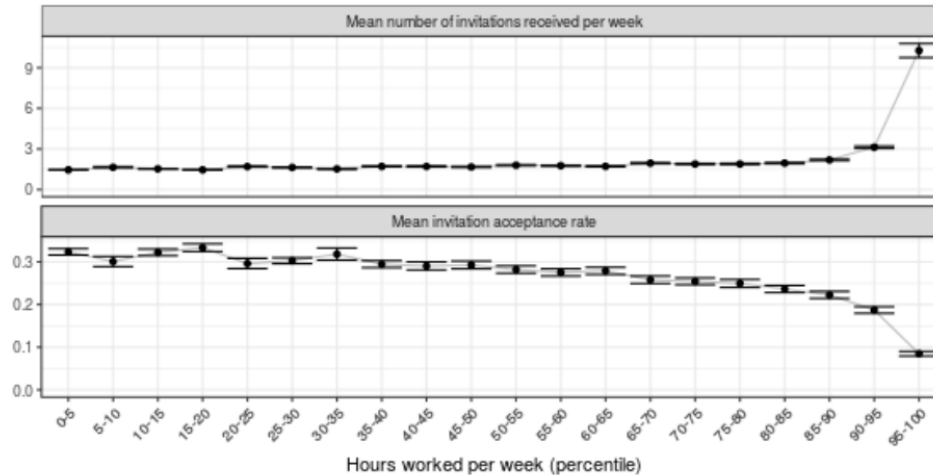 Mean number of invitations received per week
9
6
3
0
Mean invitation acceptance rate
0.3
0.2
0.1
0.0
0-5 5-10 10-15 15-20 20-25 25-30 30-35 35-40 40-45 45-50 50-55 55-60 60-65 65-70 70-75 75-80 80-85 85-90 90-95 95-100
Hours worked per week (percentile)